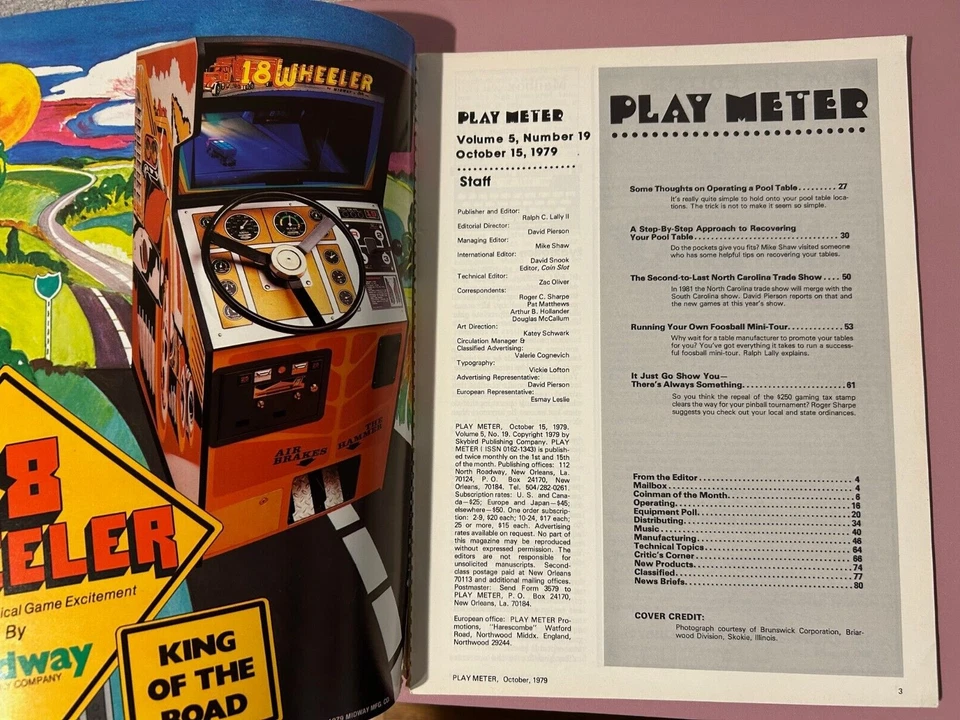 18 WHEELER
AIR
BRAKES
THE
HAMMER
8
EELER
ical Game Excitement
By
dway
COMPANY
KING
OF THE
ROAD
1979 MIDWAY MFG. CO
PLAY METER
Volume 5, Number 19
October 15, 1979
Staff
Publisher and Editor:
Ralph C. Lally II
Editorial Director:
David Pierson
Managing Editor:
Mike Shaw
International Editor:
David Snook
Editor, Coin Slot
Technical Editor:
Zac Oliver
Correspondents:
Roger C. Sharpe
Pat Matthews
Arthur B. Hollander
Douglas McCallum
Art Direction:
Katey Schwark
Circulation Manager &
Classified Advertising:
Valerie Cognevich
Typography:
Vickie Lofton
Advertising Representative:
David Pierson
European Representative:
Esmay Leslie
PLAY METER, October 15, 1979.
Volume 5, No. 19. Copyright 1979 by
Skybird Publishing Company. PLAY
METER ( ISSN 0162-1343) is publish-
ed twice monthly on the 1st and 15th
of the month. Publishing offices: 112
North Roadway, New Orleans, La.
70124, P. O. Box 24170, New
Orleans, 70184. Tel. 504/282-0261.
Subscription rates: U. S. and Cana-
da—$25; Europe and Japan—$45;
elsewhere—$50. One order subscrip-
tion: 2-9, $20 each; 10-24, $17 each;
25 or more, $15 each. Advertising
rates available on request. No part of
this magazine may be reproduced
without expressed permission. The
editors are not responsible for
unsolicited manuscripts. Second-
class postage paid at New Orleans
70113 and additional mailing offices.
Postmaster: Send Form 3579 to
PLAY METER, P. O. Box 24170,
New Orleans, La. 70184.
European office: PLAY METER Pro-
motions, "Harescombe" Watford
Road, Northwood Middx. England,
Northwood 29244.
PLAY METER, October, 1979
PLAY METER
Some Thoughts on Operating a Pool Table......... 27
It's really quite simple to hold onto your pool table loca-
tions. The trick is not to make it seem so simple.
A Step-By-Step Approach to Recovering
Your Pool Table................................. 30
Do the pockets give you fits? Mike Shaw visited someone
who has some helpful tips on recovering your tables.
The Second-to-Last North Carolina Trade Show .... 50
In 1981 the North Carolina trade show will merge with the
South Carolina show. David Pierson reports on that and
the new games at this year's show.
Running Your Own Foosball Mini-Tour............. 53
Why wait for a table manufacturer to promote your tables
for you? You've got everything it takes to run a success-
ful foosball mini-tour. Ralph Lally explains.
It Just Go Show You—
There's Always Something........................ 61
So you think the repeal of the $250 gaming tax stamp
clears the way for your pinball tournament? Roger Sharpe
suggests you check out your local and state ordinances.
From the Editor.................................. 4
Mailbox.......................................... 4
Coinman of the Month............................. 6
Operating....................................... 16
Equipment Poll.................................. 20
Distributing.................................... 34
Music........................................... 40
Manufacturing................................... 46
Technical Topics................................ 64
Critic's Corner................................. 66
New Products.................................... 74
Classified...................................... 77
News Briefs..................................... 80
COVER CREDIT:
Photograph courtesy of Brunswick Corporation, Briar-
wood Division, Skokie, Illinois.
3